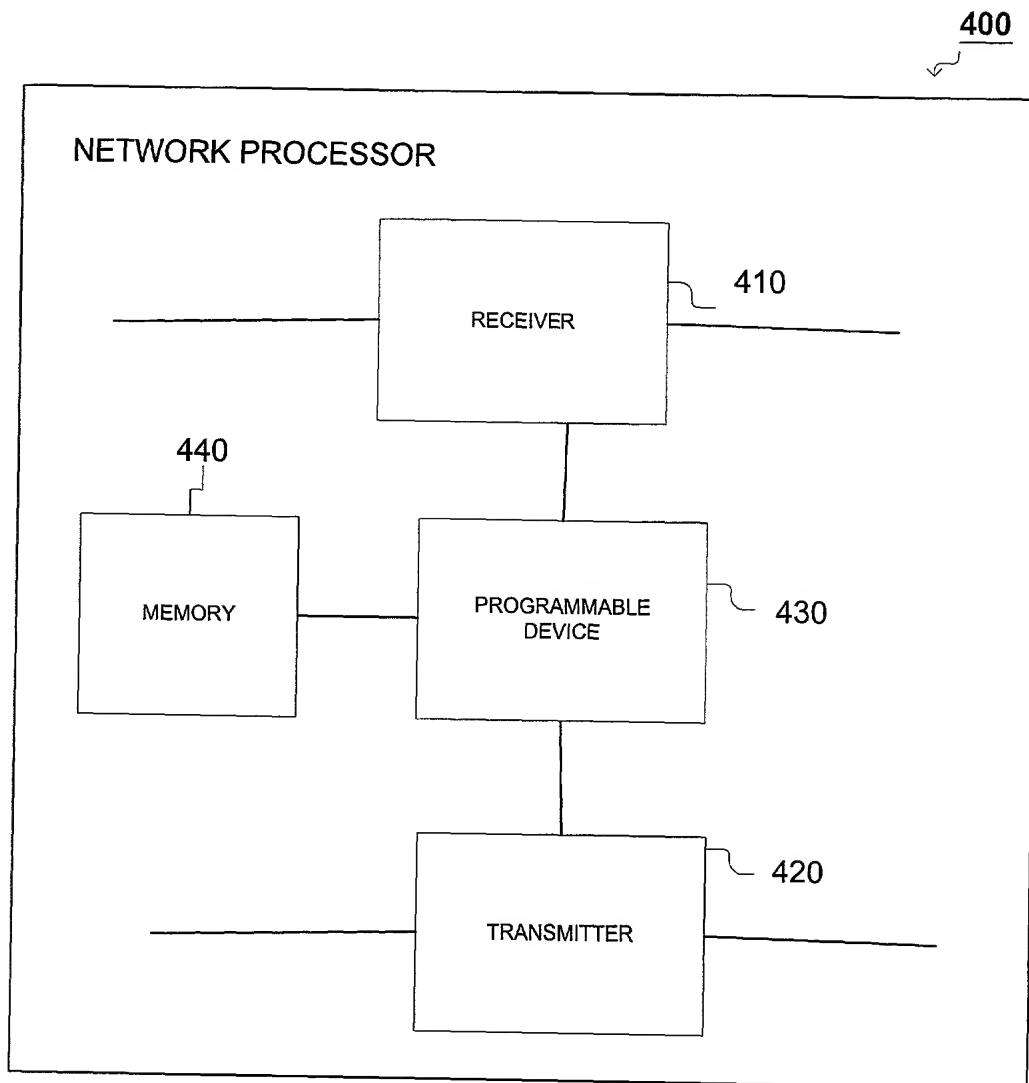 400
NETWORK PROCESSOR
410
RECEIVER
440
MEMORY
PROGRAMMABLE
DEVICE
430
420
TRANSMITTER